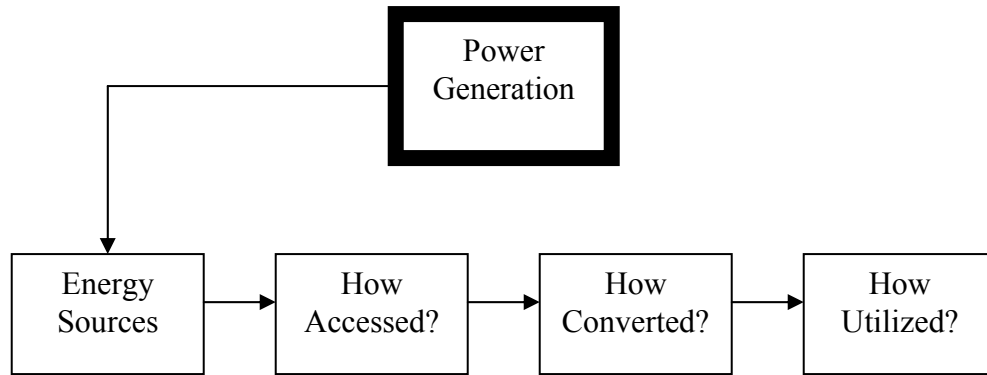 Power
Generation
Energy
Sources
How
Accessed?
How
Converted?
How
Utilized?